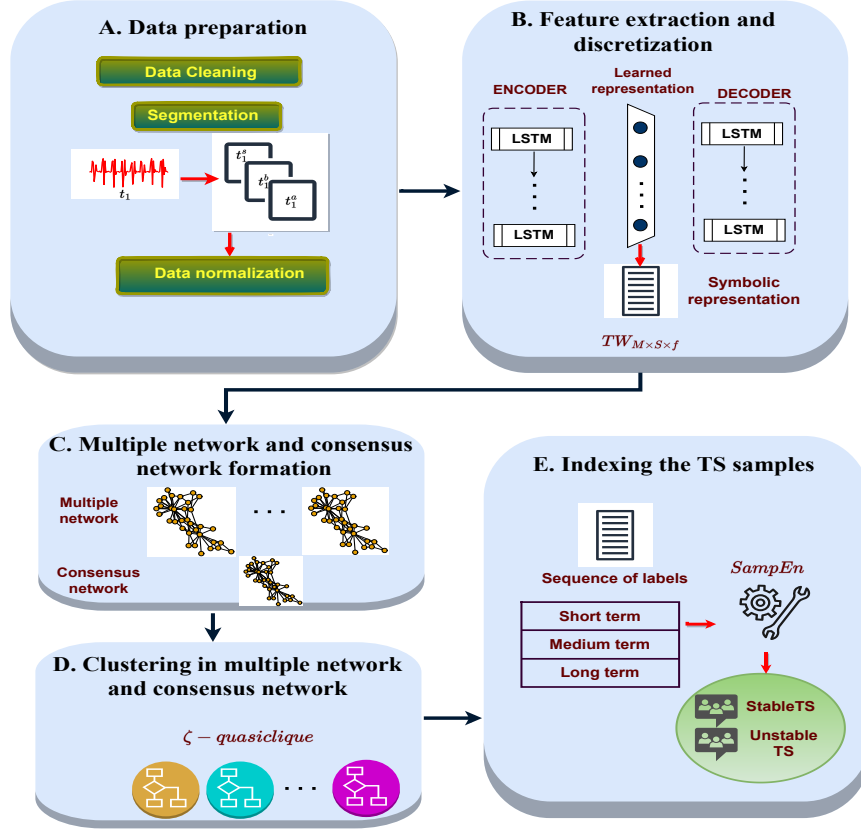 A. Data preparation
Data Cleaning
Segmentation
t_1
t_1^s
t_1^b
t_1^a
Data normalization
B. Feature extraction and
discretization
ENCODER
Learned
representation
DECODER
LSTM
LSTM
LSTM
LSTM
Symbolic
representation
TW_{M×S×f}
C. Multiple network and consensus
network formation
Multiple
network
Consensus
network
D. Clustering in multiple network
and consensus network
ζ − quasiclique
E. Indexing the TS samples
Sequence of labels
SampEn
Short term
Medium term
Long term
StableTS
Unstable
TS